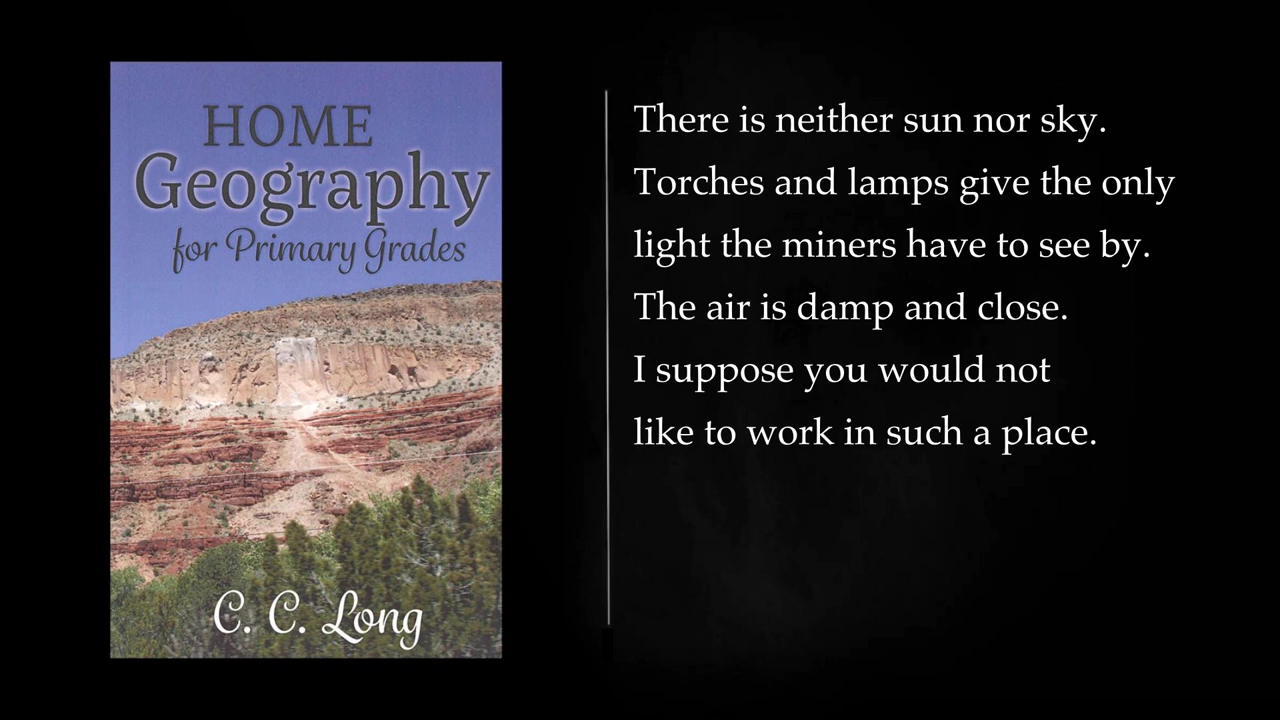 HOME
Geography
for Primary Grades
C. C. Long
There is neither sun nor sky.
Torches and lamps give the only
light the miners have to see by.
The air is damp and close.
I suppose you would not
like to work in such a place.